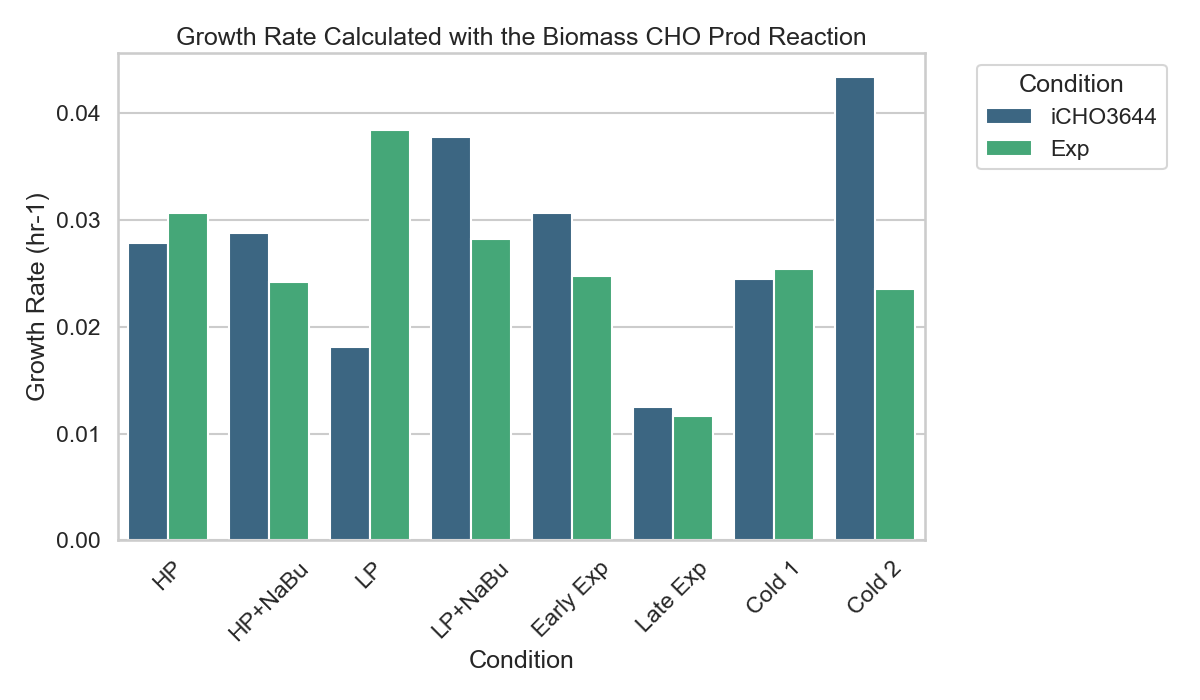 Growth Rate Calculated with the Biomass CHO Prod Reaction
Condition
iCHO3644
Exp
Growth Rate (hr-1)
0.04
0.03
0.02
0.01
0.00
HP
HP+NaBu
LP
LP+NaBu
Early Exp
Late Exp
Cold 1
Cold 2
Condition